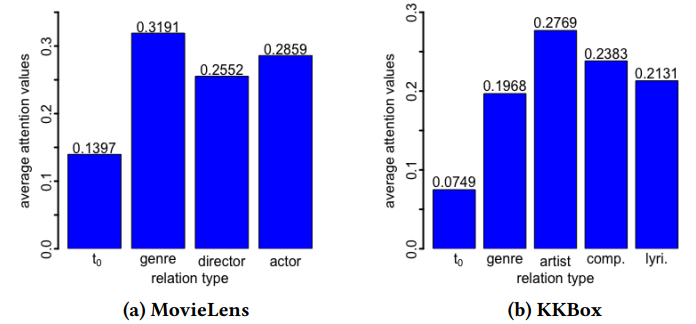 average attention values
0.0
0.1
0.2
0.3
0.1397
0.3191
0.2552
0.2859
t0
genre
director
actor
relation type
(a) MovieLens
average attention values
0.0
0.1
0.2
0.3
0.0749
0.1968
0.2769
0.2383
0.2131
t0
genre
artist
comp.
lyri.
relation type
(b) KKBox